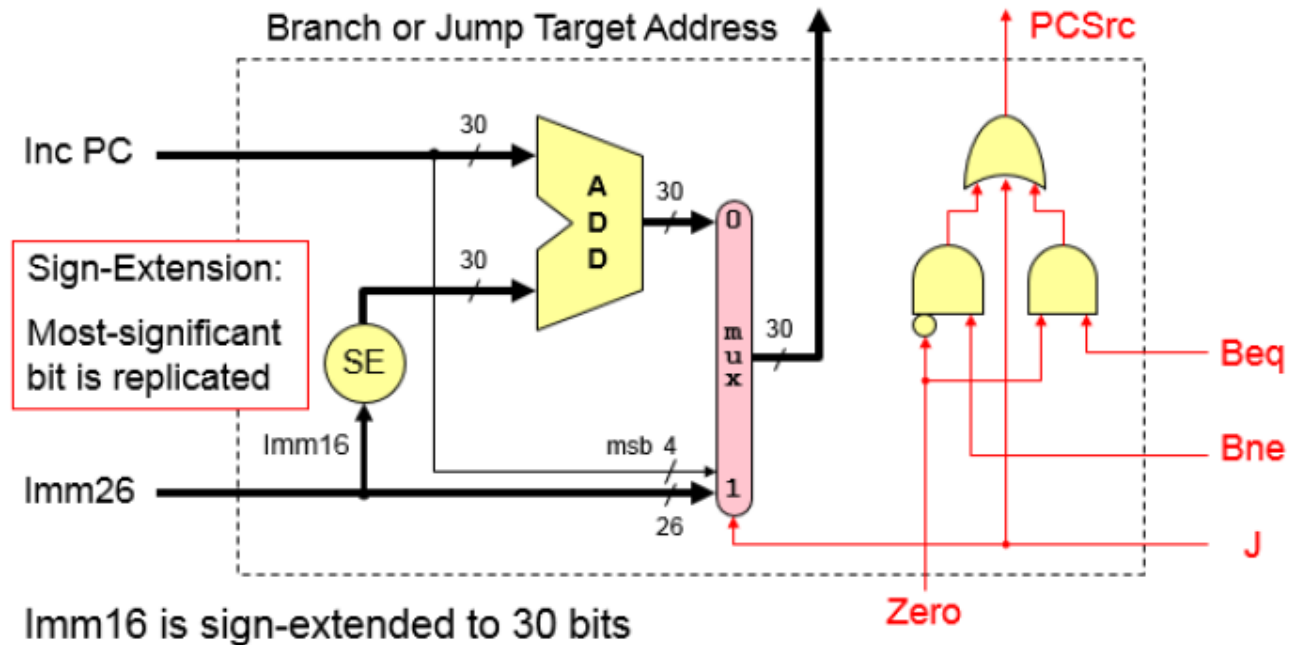 Branch or Jump Target Address
PCSrc
Inc PC
30
A
D
D
30
0
Sign-Extension:
Most-significant
bit is replicated
30
SE
m
u
x
30
Beq
Imm16
msb 4
Bne
Imm26
1
26
J
Zero
Imm16 is sign-extended to 30 bits